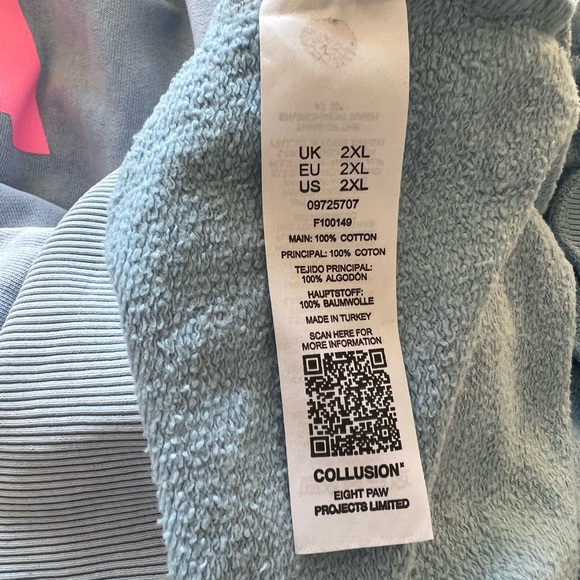 UK 2XL
EU 2XL
US 2XL
09725707
F100149
MAIN: 100% COTTON
PRINCIPAL: 100% COTON
TEJIDO PRINCIPAL:
100% ALGODÓN
HAUPTSTOFF:
100% BAUMWOLLE
MADE IN TURKEY
SCAN HERE FOR
MORE INFORMATION
COLLUSION
EIGHT PAW
PROJECTS LIMITED